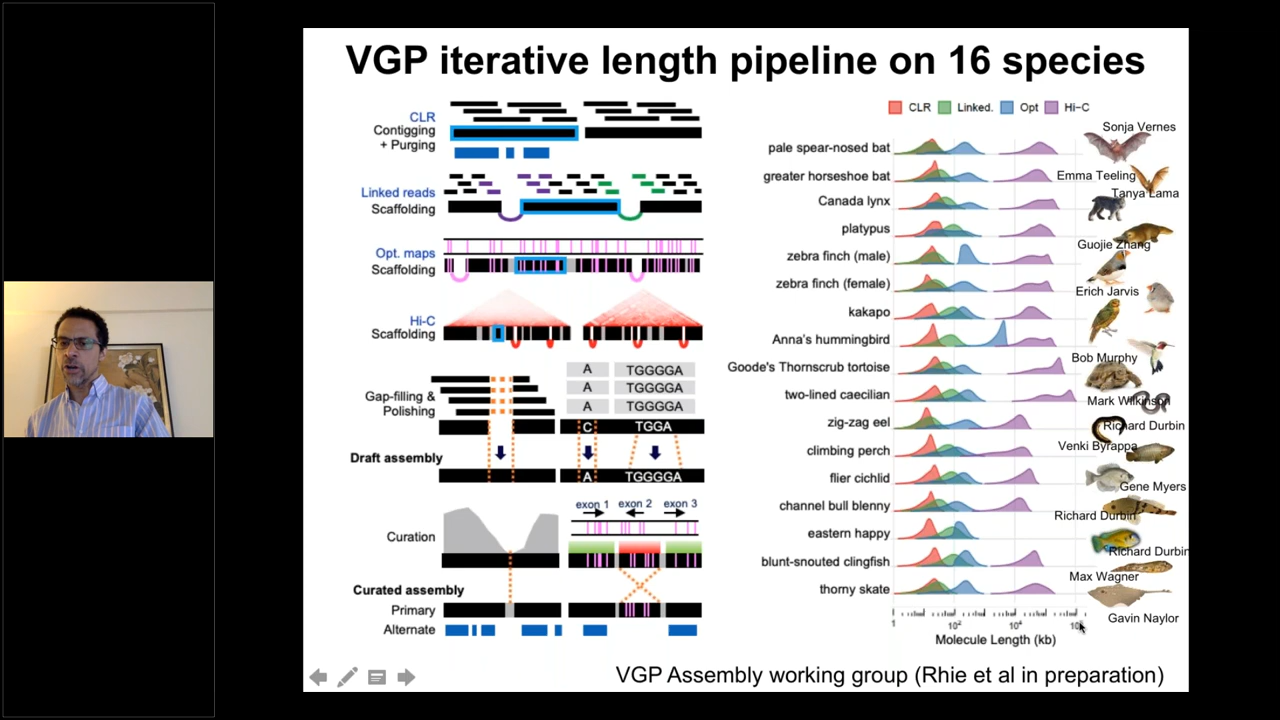 VGP iterative length pipeline on 16 species
CLR
Contigging
+ Purging
Linked reads
Scaffolding
Opt. maps
Scaffolding
Hi-C
Scaffolding
Gap-filling &
Polishing
A TGGGGA
A TGGGGA
A TGGGGA
C TGGA
Draft assembly
A TGGGGA
exon 1 exon 2 exon 3
Curation
Curated assembly
Primary
Alternate
CLR Linked. Opt Hi-C
pale spear-nosed bat
greater horseshoe bat
Canada lynx
platypus
zebra finch (male)
zebra finch (female)
kakapo
Anna's hummingbird
Goode's Thornscrub tortoise
two-lined caecilian
zig-zag eel
climbing perch
flier cichlid
channel bull blenny
eastern happy
blunt-snouted clingfish
thorny skate
Sonja Vernes
Emma Teeling
Tanya Lama
Guojie Zhang
Erich Jarvis
Bob Murphy
Mark Wilkinson
Richard Durbin
Venki Byrappa
Gene Myers
Richard Durbin
Richard Durbin
Max Wagner
Gavin Naylor
1 10² 10⁴
Molecule Length (kb)
VGP Assembly working group (Rhie et al in preparation)